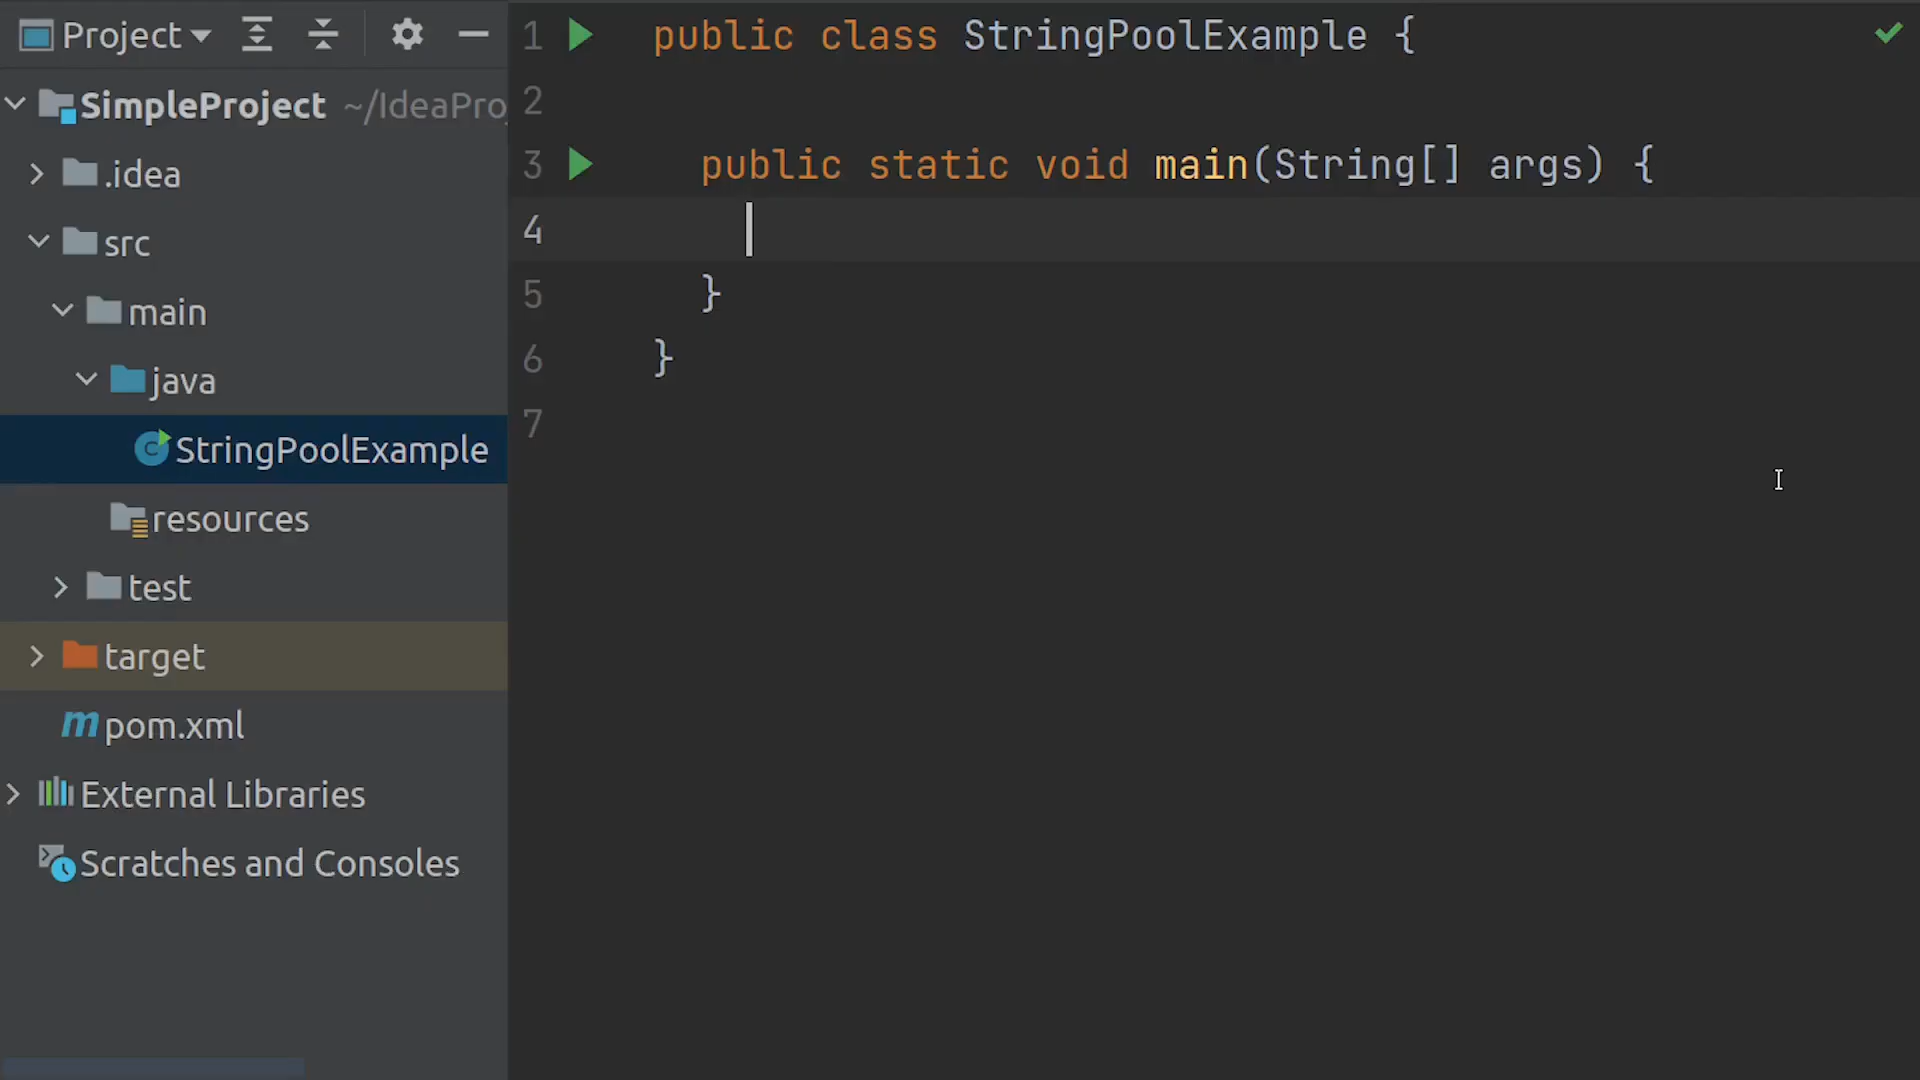 Project
SimpleProject ~/IdeaPro
.idea
src
main
java
StringPoolExample
resources
test
target
pom.xml
External Libraries
Scratches and Consoles
1 public class StringPoolExample {
2
3 public static void main(String[] args) {
4
5 }
6 }
7